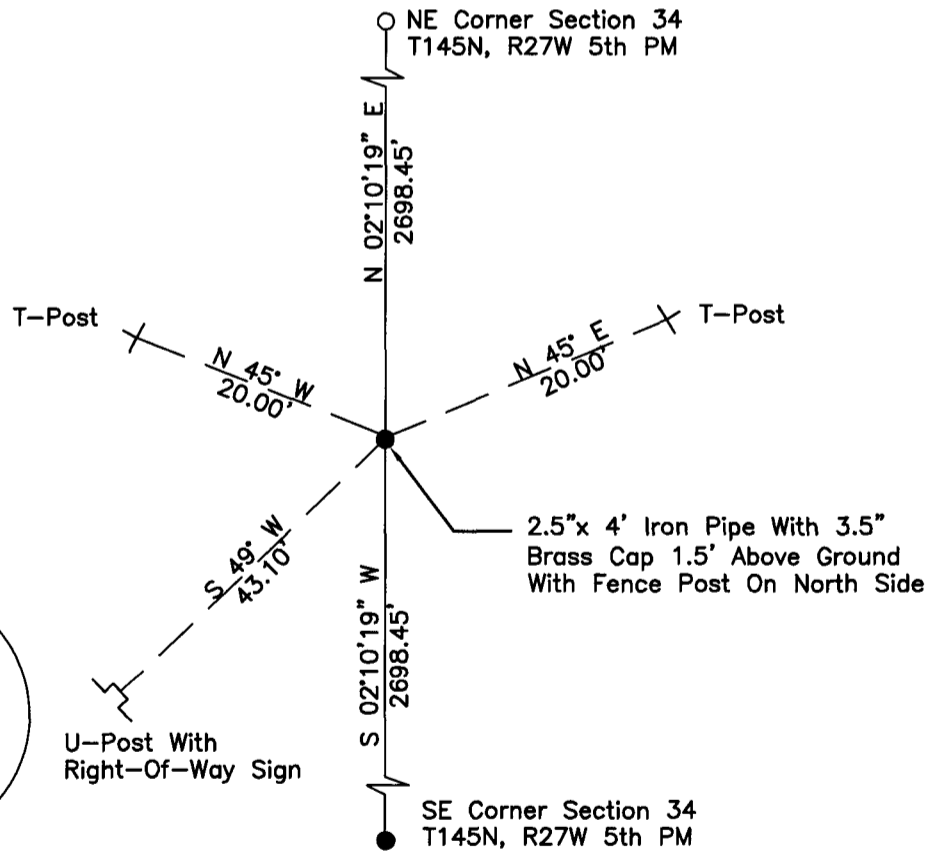 NE Corner Section 34
T145N, R27W 5th PM
N 02°10'19" E
2698.45'
T-Post
T-Post
N 45° W
20.00'
N 45° E
20.00'
2.5"x 4' Iron Pipe With 3.5"
Brass Cap 1.5' Above Ground
With Fence Post On North Side
S 49° W
43.10'
S 02°10'19" W
2698.45'
U-Post With
Right-Of-Way Sign
SE Corner Section 34
T145N, R27W 5th PM